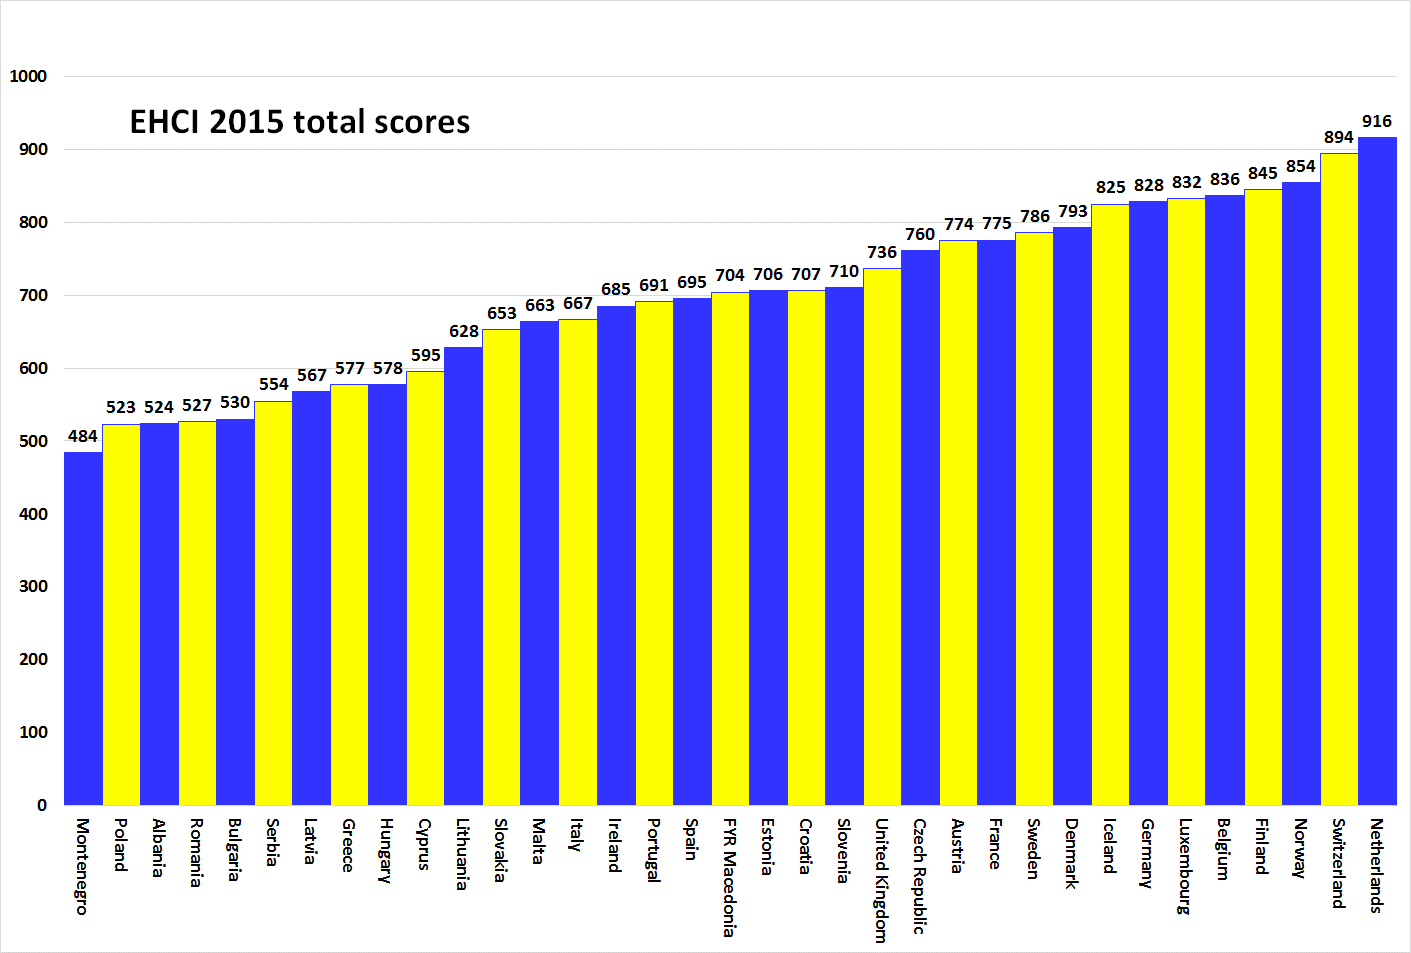 EHCI 2015 total scores
1000
900
800
700
600
500
400
300
200
100
0
484
523
524
527
530
554
567
577
578
595
628
653
663
667
685
691
695
704
706
707
710
736
760
774
775
786
793
825
828
832
836
845
854
894
916
Montenegro
Poland
Albania
Romania
Bulgaria
Serbia
Latvia
Greece
Hungary
Cyprus
Lithuania
Slovakia
Malta
Italy
Ireland
Portugal
Spain
FYR Macedonia
Estonia
Croatia
Slovenia
United Kingdom
Czech Republic
Austria
France
Sweden
Denmark
Iceland
Germany
Luxembourg
Belgium
Finland
Norway
Switzerland
Netherlands